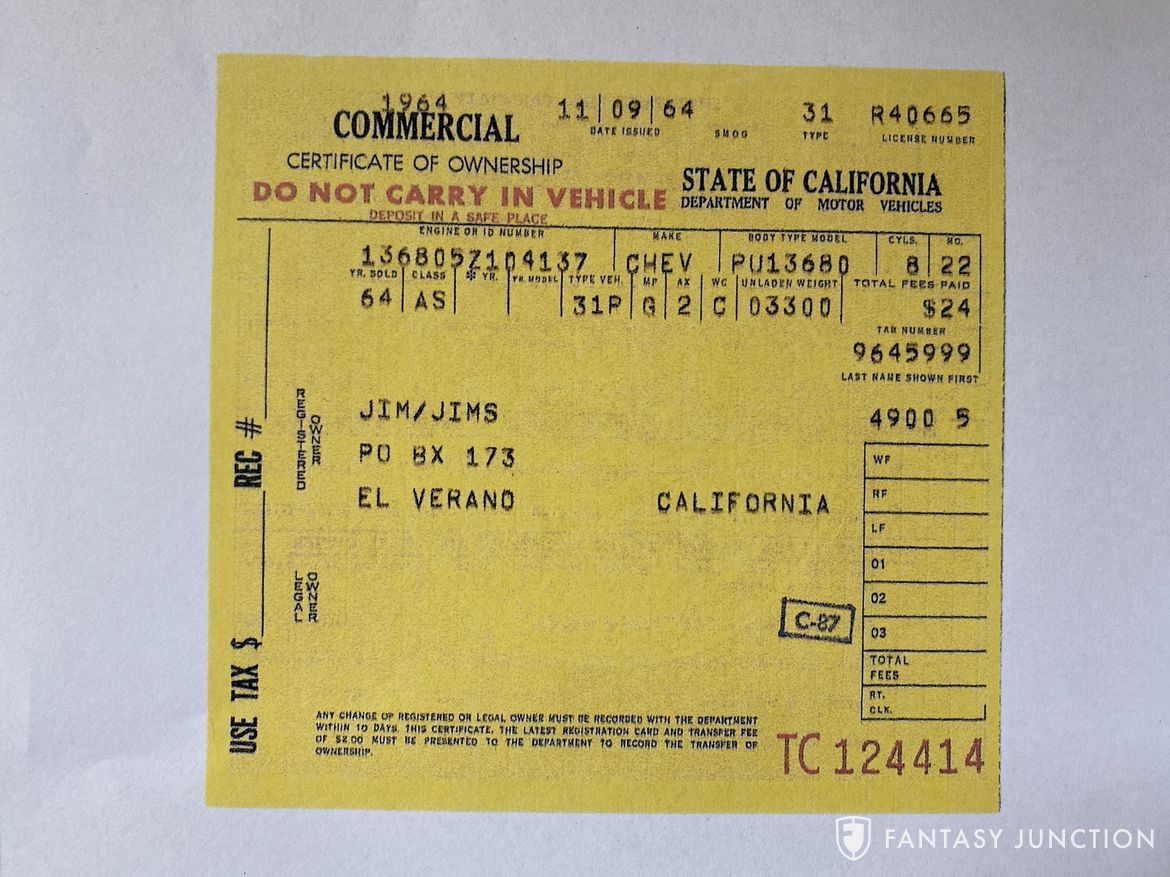 1964
11 | 09 | 64 31 R40665
COMMERCIAL DATE ISSUED SMOG TYPE LICENSE NUMBER
CERTIFICATE OF OWNERSHIP
DO NOT CARRY IN VEHICLE
DEPOSIT IN A SAFE PLACE
STATE OF CALIFORNIA
DEPARTMENT OF MOTOR VEHICLES
ENGINE OR ID NUMBER MAKE BODY TYPE MODEL CYLS. MO.
136805Z104137 CHEV PU13680 8 22
YR. SOLD CLASS * YR. YR. MODEL TYPE VEH. MP AX WC UNLADEN WEIGHT TOTAL FEES PAID
64 AS 31P G 2 C 03300 $24
TAB NUMBER
9645999
LAST NAME SHOWN FIRST
REGISTERED OWNER
JIM/JIMS 4900 5
PO BX 173
EL VERANO CALIFORNIA
WF
RF
LF
01
02
03
TOTAL FEES
RT. CLK.
REC #
LEGAL OWNER
C-87
USE TAX $
ANY CHANGE OF REGISTERED OR LEGAL OWNER MUST BE RECORDED WITH THE DEPARTMENT
WITHIN 10 DAYS. THIS CERTIFICATE, THE LATEST REGISTRATION CARD AND TRANSFER FEE
OF $2.00 MUST BE PRESENTED TO THE DEPARTMENT TO RECORD THE TRANSFER OF
OWNERSHIP.
TC 124414
FANTASY JUNCTION